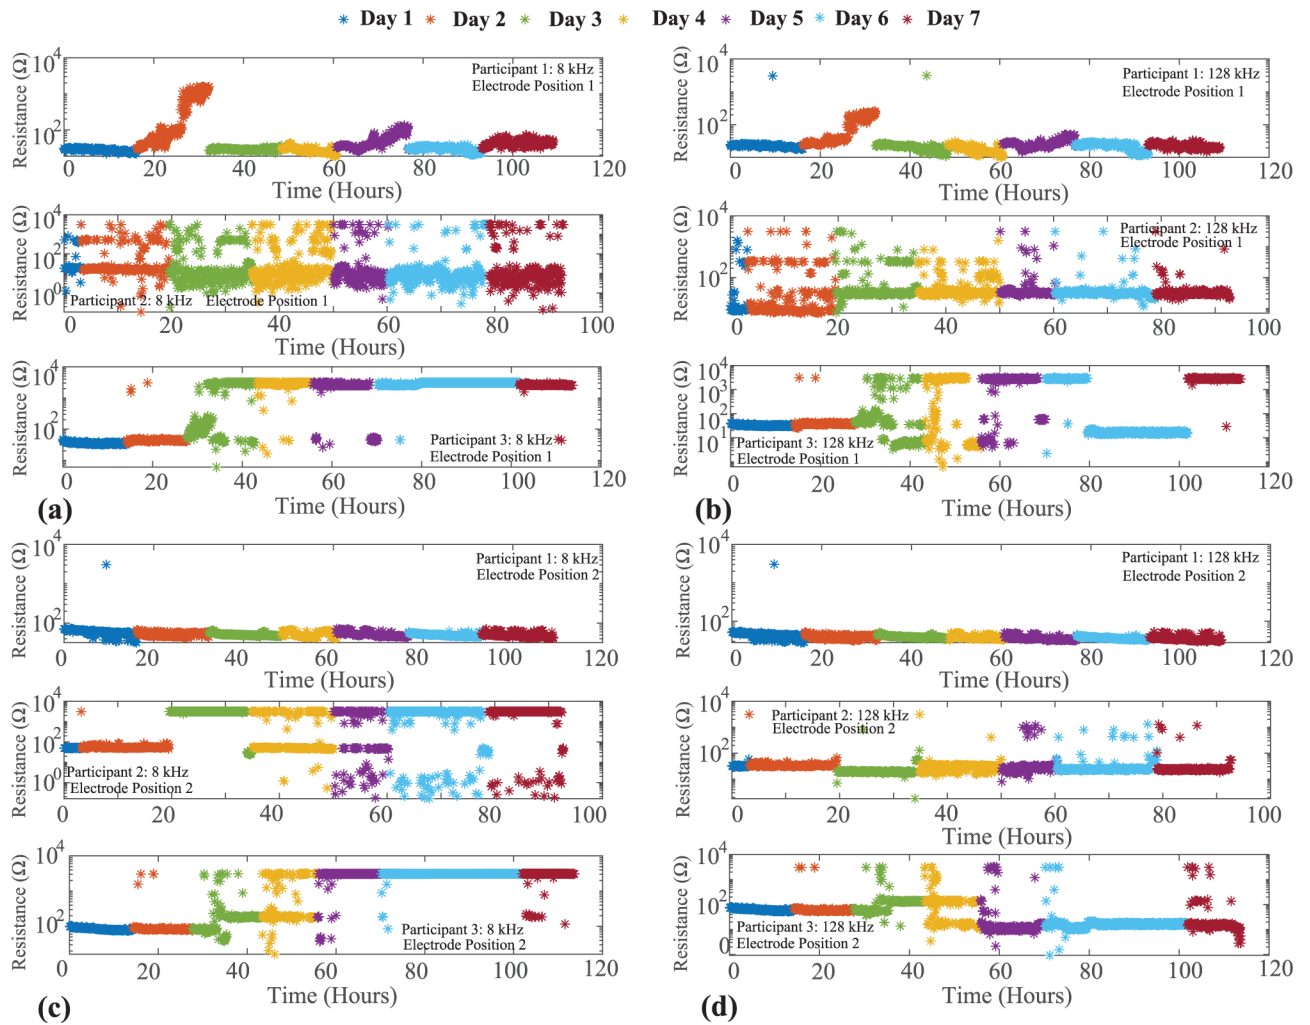 Day 1 Day 2 Day 3 Day 4 Day 5 Day 6 Day 7
Resistance (Ω)
10^4
10^2
Participant 1: 8 kHz
Electrode Position 1
0 20 40 60 80 100 120
Time (Hours)
Resistance (Ω)
10^4
10^2
Participant 1: 128 kHz
Electrode Position 1
0 20 40 60 80 100 120
Time (Hours)
Resistance (Ω)
10^4
10^2
10^0
Participant 2: 8 kHz Electrode Position 1
0 20 40 60 80 100
Time (Hours)
Resistance (Ω)
10^4
10^2
Participant 2: 128 kHz
Electrode Position 1
0 20 40 60 80 100
Time (Hours)
Resistance (Ω)
10^4
10^2
Participant 3: 8 kHz
Electrode Position 1
0 20 40 60 80 100 120
Time (Hours)
(a)
Resistance (Ω)
10^4
10^3
10^2
10^1
Participant 3: 128 kHz
Electrode Position 1
0 20 40 60 80 100 120
Time (Hours)
(b)
Resistance (Ω)
10^4
10^2
Participant 1: 8 kHz
Electrode Position 2
0 20 40 60 80 100 120
Time (Hours)
Resistance (Ω)
10^4
10^2
Participant 1: 128 kHz
Electrode Position 2
0 20 40 60 80 100 120
Time (Hours)
Resistance (Ω)
10^4
10^2
10^0
Participant 2: 8 kHz
Electrode Position 2
0 20 40 60 80 100
Time (Hours)
Resistance (Ω)
10^4
10^2
Participant 2: 128 kHz
Electrode Position 2
0 20 40 60 80 100
Time (Hours)
Resistance (Ω)
10^4
10^2
Participant 3: 8 kHz
Electrode Position 2
0 20 40 60 80 100 120
Time (Hours)
(c)
Resistance (Ω)
10^4
10^2
0
Participant 3: 128 kHz
Electrode Position 2
0 20 40 60 80 100 120
Time (Hours)
(d)